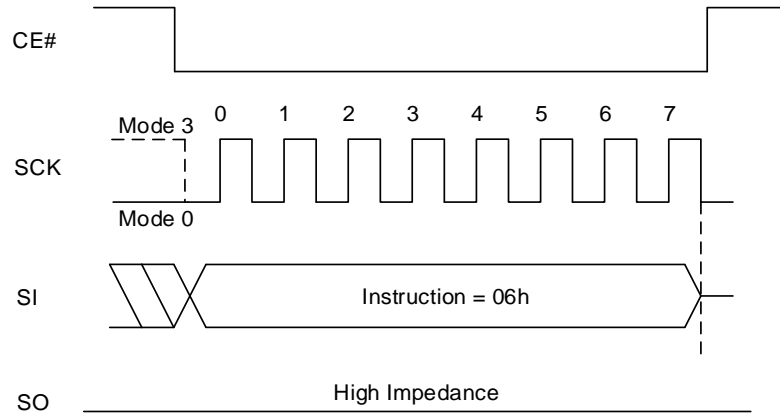 CE#
0 1 2 3 4 5 6 7
Mode 3
SCK
Mode 0
SI
Instruction = 06h
High Impedance
SO